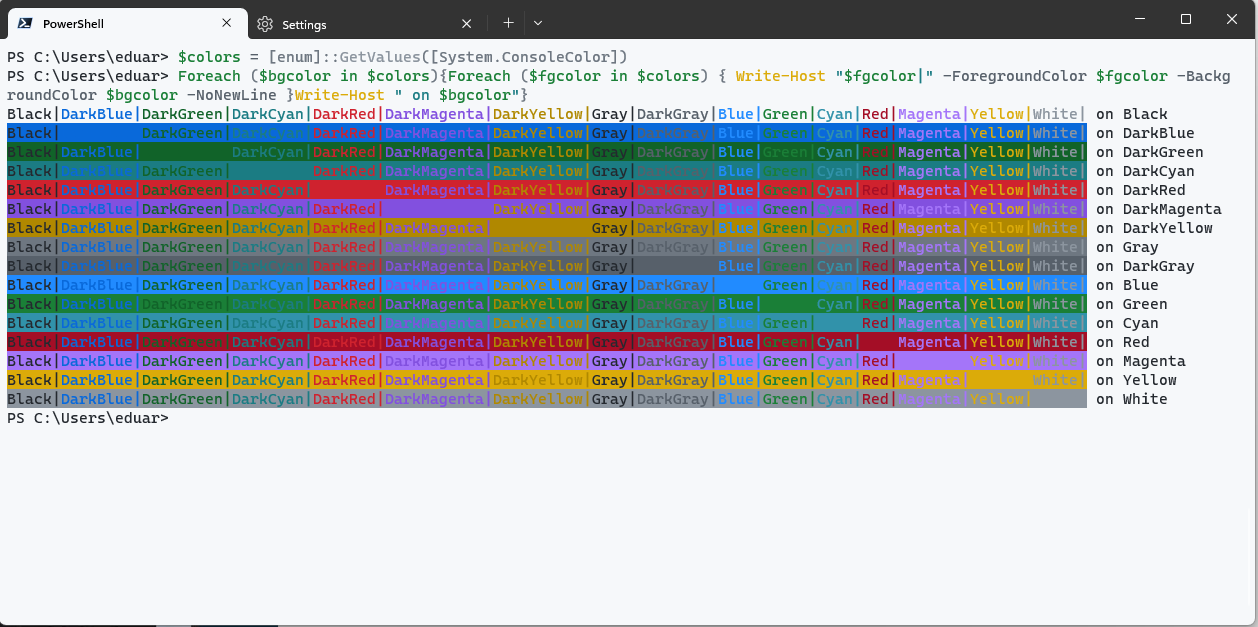 PowerShell
Settings
PS C:\Users\eduar> $colors = [enum]::GetValues([System.ConsoleColor])
PS C:\Users\eduar> Foreach ($bgcolor in $colors){Foreach ($fgcolor in $colors) { Write-Host "$fgcolor|" -ForegroundColor $fgcolor -Backg
roundColor $bgcolor -NoNewLine }Write-Host " on $bgcolor"}
Black|DarkBlue|DarkGreen|DarkCyan|DarkRed|DarkMagenta|DarkYellow|Gray|DarkGray|Blue|Green|Cyan|Red|Magenta|Yellow|White| on Black
Black| DarkGreen|DarkCyan|DarkRed|DarkMagenta|DarkYellow|Gray|DarkGray|Blue|Green|Cyan|Red|Magenta|Yellow|White| on DarkBlue
Black|DarkBlue| DarkCyan|DarkRed|DarkMagenta|DarkYellow|Gray|DarkGray|Blue|Green|Cyan|Red|Magenta|Yellow|White| on DarkGreen
Black|DarkBlue|DarkGreen| DarkRed|DarkMagenta|DarkYellow|Gray|DarkGray|Blue|Green|Cyan|Red|Magenta|Yellow|White| on DarkCyan
Black|DarkBlue|DarkGreen|DarkCyan| DarkMagenta|DarkYellow|Gray|DarkGray|Blue|Green|Cyan|Red|Magenta|Yellow|White| on DarkRed
Black|DarkBlue|DarkGreen|DarkCyan|DarkRed| DarkYellow|Gray|DarkGray|Blue|Green|Cyan|Red|Magenta|Yellow|White| on DarkMagenta
Black|DarkBlue|DarkGreen|DarkCyan|DarkRed|DarkMagenta| Gray|DarkGray|Blue|Green|Cyan|Red|Magenta|Yellow|White| on DarkYellow
Black|DarkBlue|DarkGreen|DarkCyan|DarkRed|DarkMagenta|DarkYellow|Gray|DarkGray|Blue|Green|Cyan|Red|Magenta|Yellow|White| on Gray
Black|DarkBlue|DarkGreen|DarkCyan|DarkRed|DarkMagenta|DarkYellow|Gray| Blue|Green|Cyan|Red|Magenta|Yellow|White| on DarkGray
Black|DarkBlue|DarkGreen|DarkCyan|DarkRed|DarkMagenta|DarkYellow|Gray|DarkGray| Green|Cyan|Red|Magenta|Yellow|White| on Blue
Black|DarkBlue|DarkGreen|DarkCyan|DarkRed|DarkMagenta|DarkYellow|Gray|DarkGray|Blue| Cyan|Red|Magenta|Yellow|White| on Green
Black|DarkBlue|DarkGreen|DarkCyan|DarkRed|DarkMagenta|DarkYellow|Gray|DarkGray|Blue|Green| Red|Magenta|Yellow|White| on Cyan
Black|DarkBlue|DarkGreen|DarkCyan|DarkRed|DarkMagenta|DarkYellow|Gray|DarkGray|Blue|Green|Cyan| Magenta|Yellow|White| on Red
Black|DarkBlue|DarkGreen|DarkCyan|DarkRed|DarkMagenta|DarkYellow|Gray|DarkGray|Blue|Green|Cyan|Red| Yellow|White| on Magenta
Black|DarkBlue|DarkGreen|DarkCyan|DarkRed|DarkMagenta|DarkYellow|Gray|DarkGray|Blue|Green|Cyan|Red|Magenta| White| on Yellow
Black|DarkBlue|DarkGreen|DarkCyan|DarkRed|DarkMagenta|DarkYellow|Gray|DarkGray|Blue|Green|Cyan|Red|Magenta|Yellow| on White
PS C:\Users\eduar>